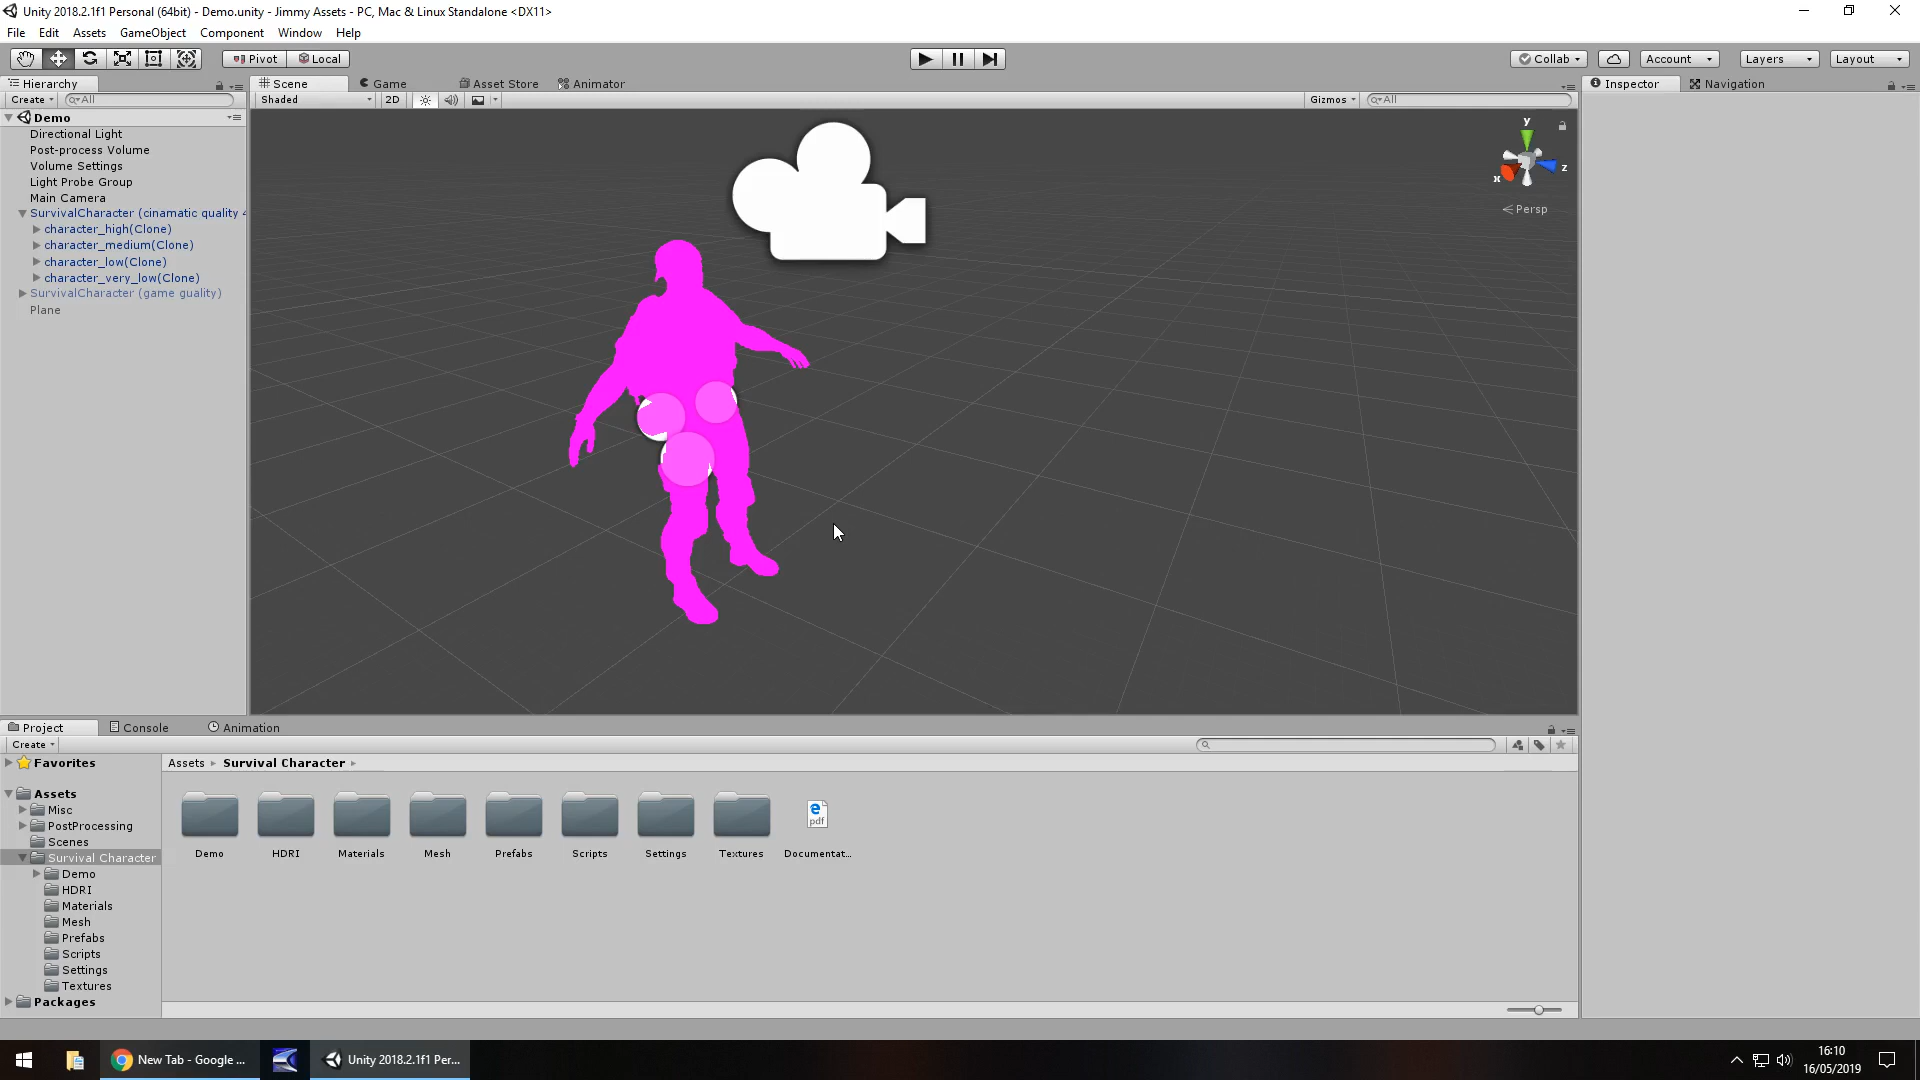 Unity 2018.2.1f1 Personal (64bit) - Demo.unity - Jimmy Assets - PC, Mac & Linux Standalone <DX11>
File Edit Assets GameObject Component Window Help
Pivot Local Collab Account Layers Layout
Hierarchy Scene Game Asset Store Animator Inspector Navigation
Create All Shaded 2D Gizmos All
Demo
Directional Light
Post-process Volume
Volume Settings
Light Probe Group
Main Camera
SurvivalCharacter (cinamatic quality 4
character_high(Clone)
character_medium(Clone)
character_low(Clone)
character_very_low(Clone)
SurvivalCharacter (game guality)
Plane
y
x
z
Persp
Project Console Animation
Create
Favorites
Assets
Misc
PostProcessing
Scenes
Survival Character
Demo
HDRI
Materials
Mesh
Prefabs
Scripts
Settings
Textures
Packages
Assets Survival Character
e
pdf
Demo HDRI Materials Mesh Prefabs Scripts Settings Textures Documentat...
New Tab - Google ... Unity 2018.2.1f1 Per...
16:10
16/05/2019